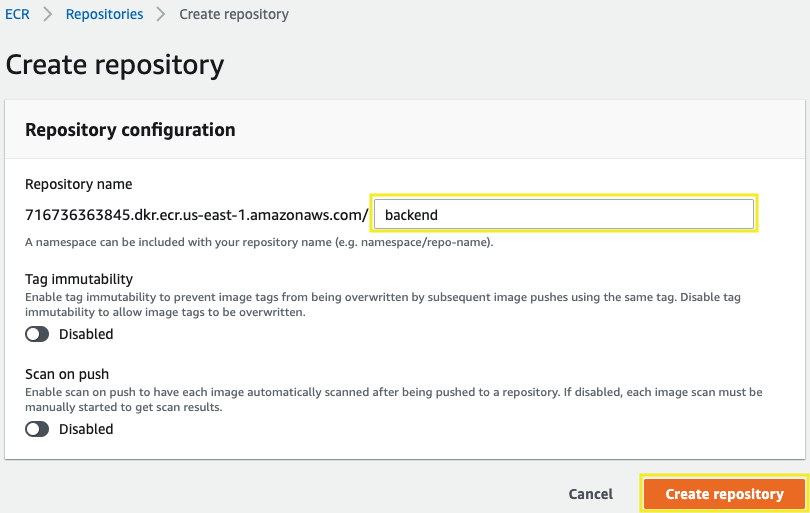 ECR > Repositories > Create repository
Create repository
Repository configuration
Repository name
716736363845.dkr.ecr.us-east-1.amazonaws.com/ backend
A namespace can be included with your repository name (e.g. namespace/repo-name).
Tag immutability
Enable tag immutability to prevent image tags from being overwritten by subsequent image pushes using the same tag. Disable tag
immutability to allow image tags to be overwritten.
Disabled
Scan on push
Enable scan on push to have each image automatically scanned after being pushed to a repository. If disabled, each image scan must be
manually started to get scan results.
Disabled
Cancel Create repository